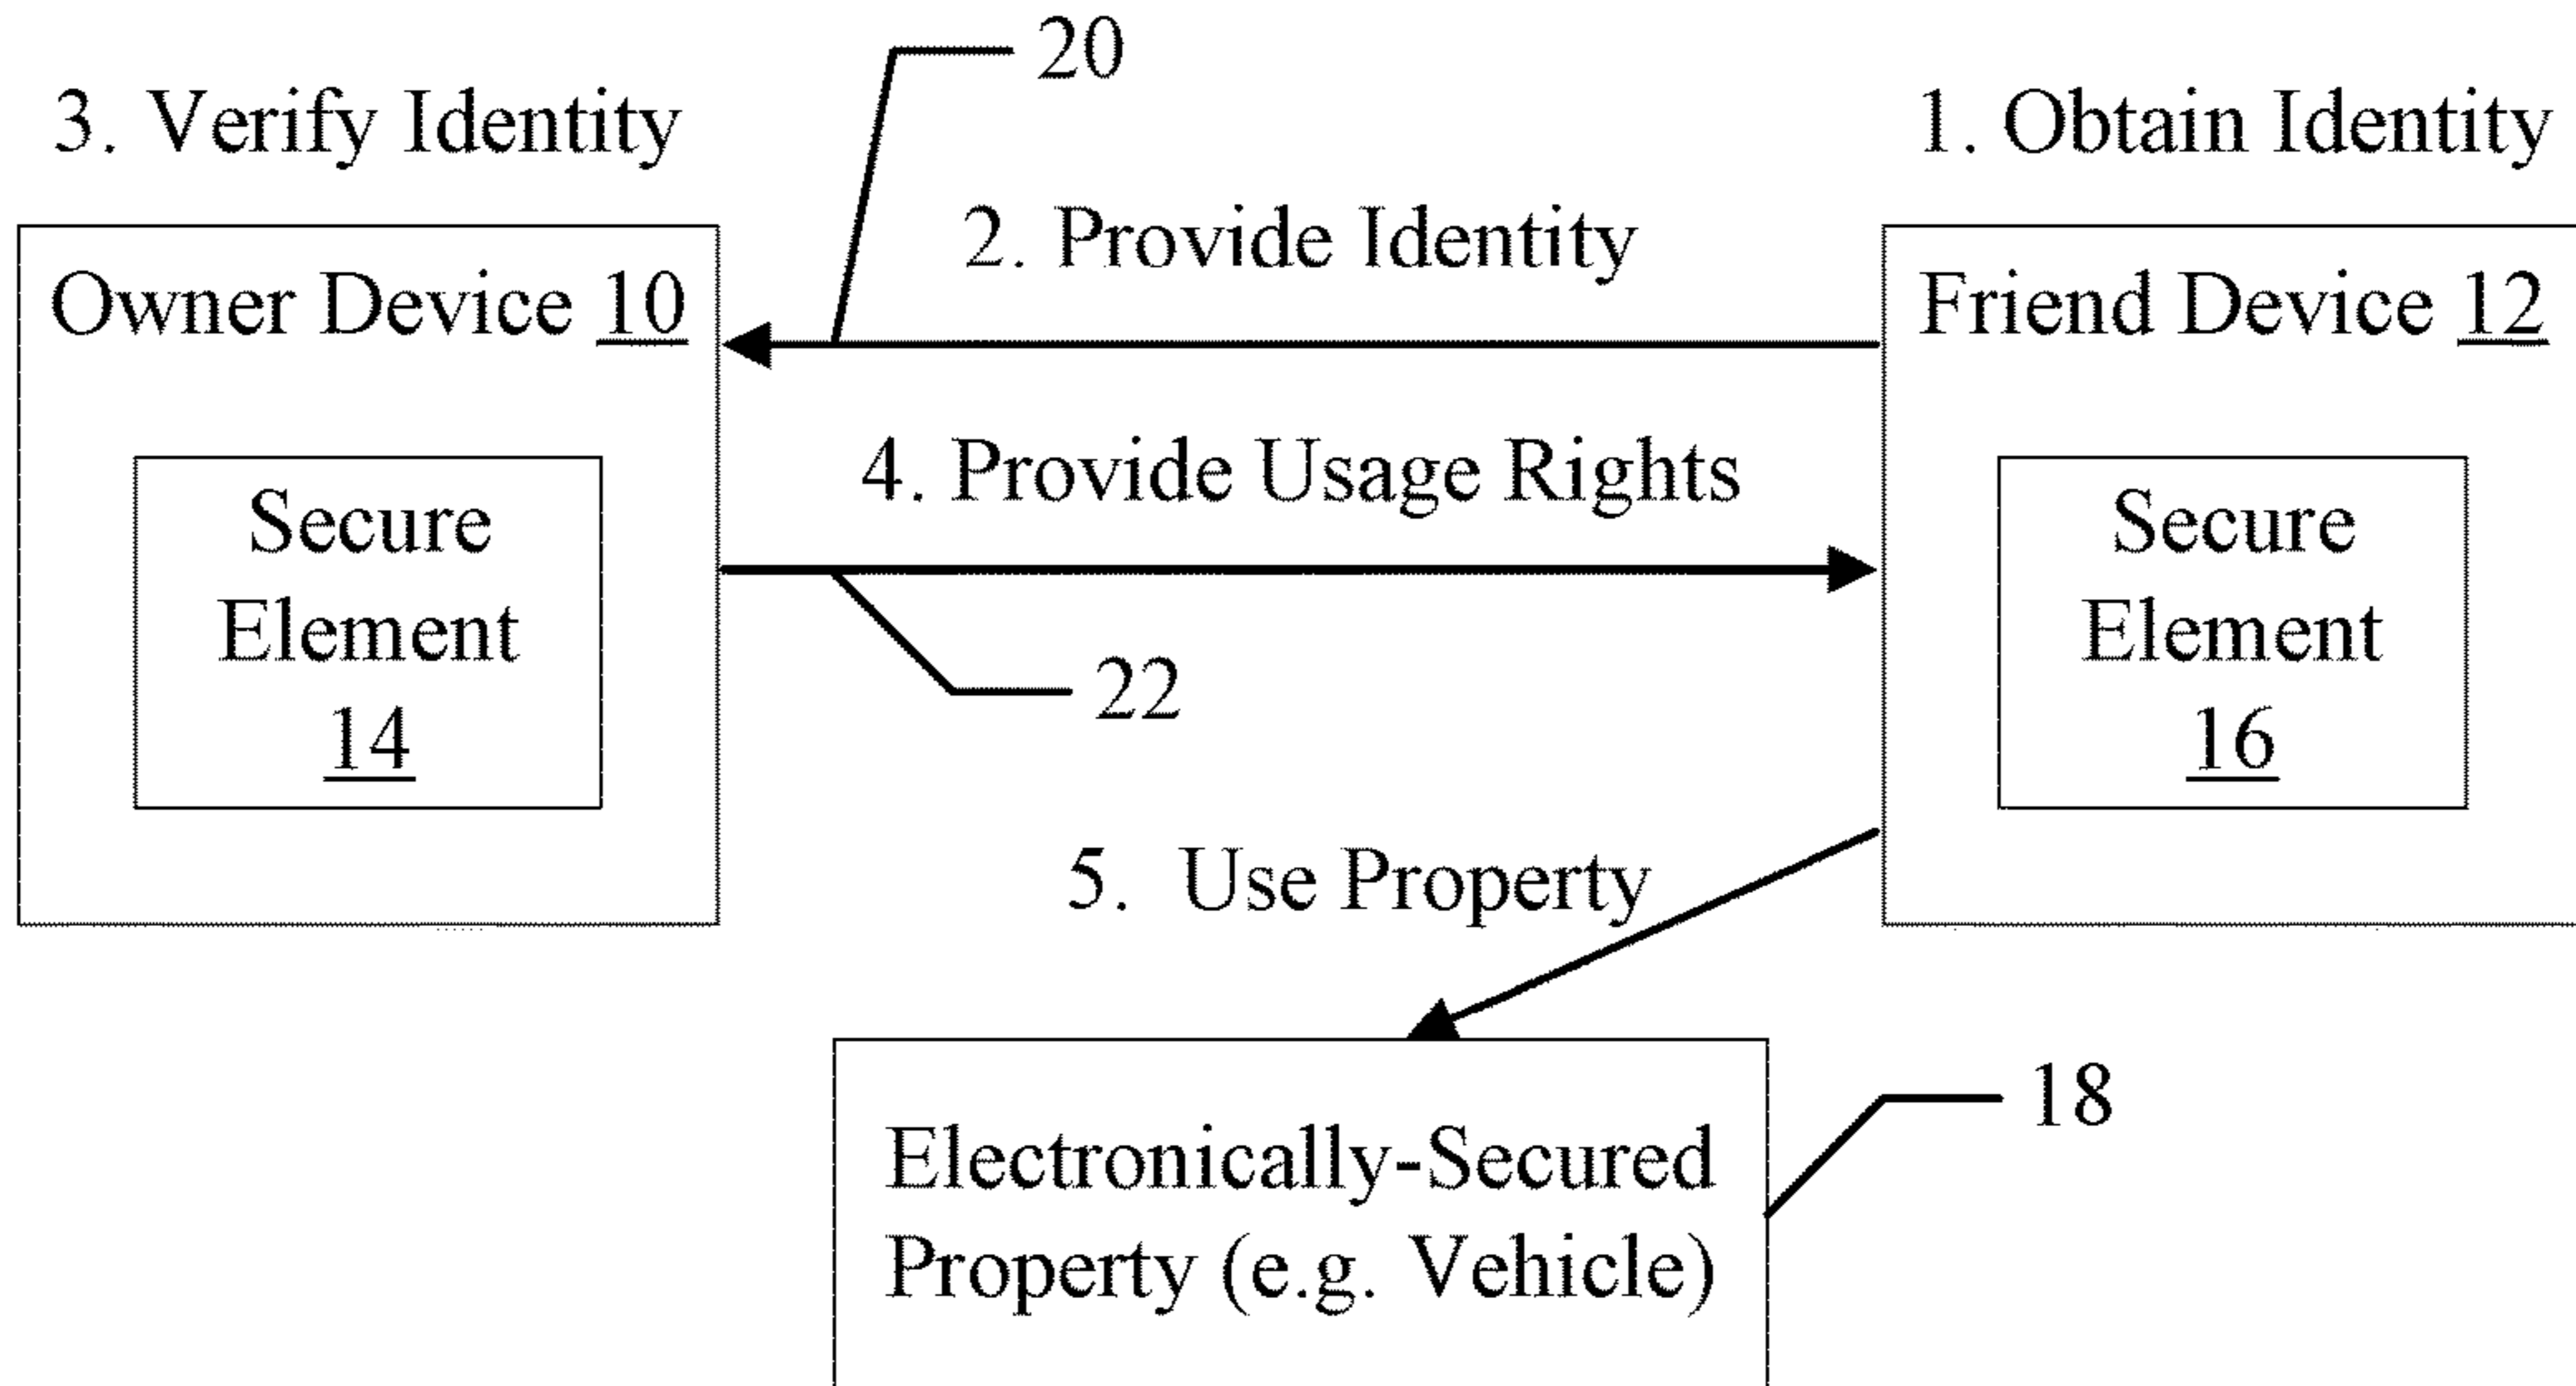 20
3. Verify Identity
1. Obtain Identity
2. Provide Identity
Owner Device 10
Friend Device 12
4. Provide Usage Rights
Secure
Element
14
Secure
Element
16
22
5. Use Property
18
Electronically-Secured
Property (e.g. Vehicle)